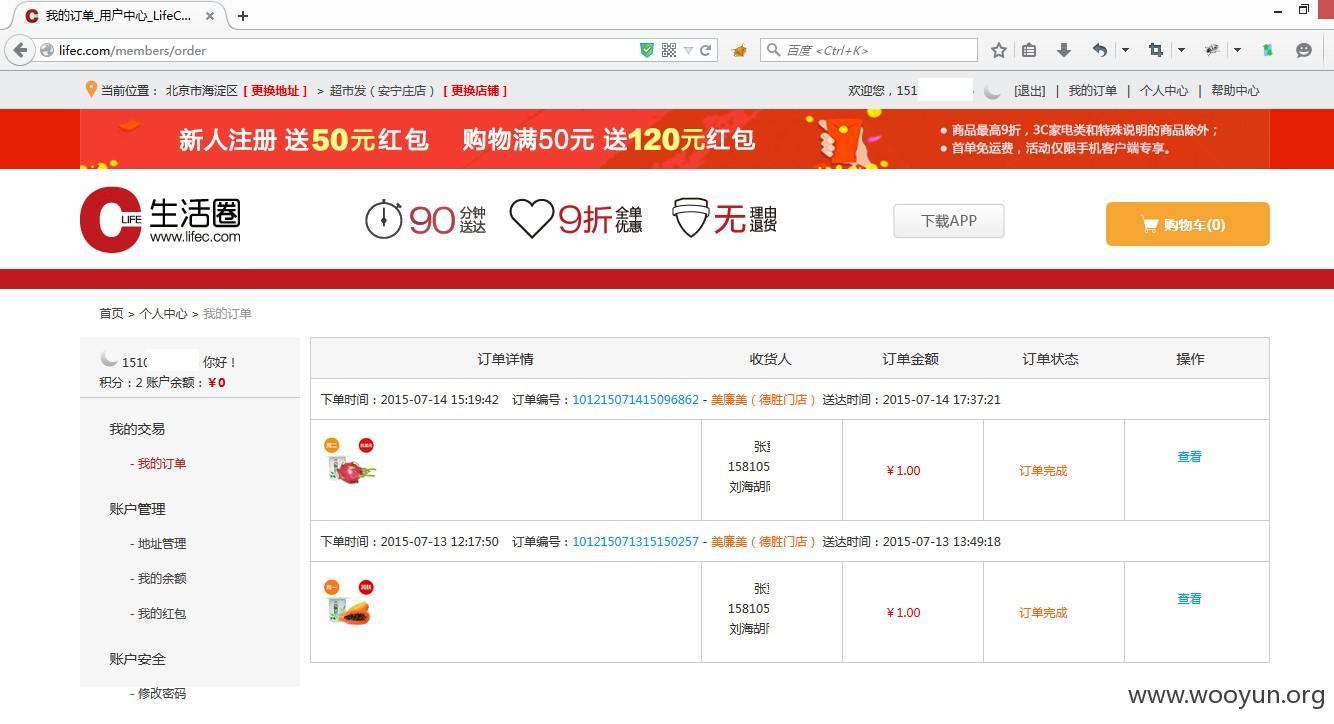 我的订单_用户中心_LifeC...
lifec.com/members/order
百度 <Ctrl+K>
当前位置： 北京市海淀区 [ 更换地址 ] > 超市发（安宁庄店） [ 更换店铺 ]
欢迎您，151 [退出] | 我的订单 | 个人中心 | 帮助中心
新人注册 送50元红包 购物满50元 送120元红包
● 商品最高9折，3C家电类和特殊说明的商品除外；
● 首单免运费，活动仅限手机客户端专享。
C LIFE 生活圈
www.lifec.com
90 分钟送达
9折 全单优惠
无 理由退货
下载APP
购物车(0)
首页 > 个人中心 > 我的订单
151 你好！
积分：2 账户余额：¥0
我的交易
- 我的订单
账户管理
- 地址管理
- 我的余额
- 我的红包
账户安全
- 修改密码
订单详情 收货人 订单金额 订单状态 操作
下单时间：2015-07-14 15:19:42 订单编号：101215071415096862 - 美廉美（德胜门店） 送达时间：2015-07-14 17:37:21
张
158105
刘海胡
¥1.00
订单完成
查看
下单时间：2015-07-13 12:17:50 订单编号：101215071315150257 - 美廉美（德胜门店） 送达时间：2015-07-13 13:49:18
张
158105
刘海胡
¥1.00
订单完成
查看
www.wooyun.org